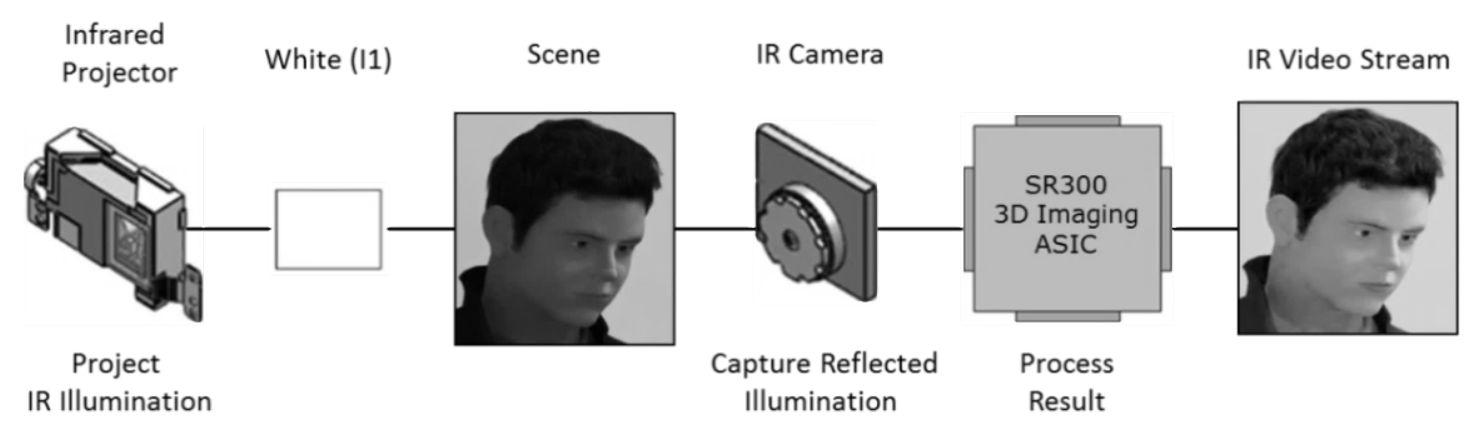 Infrared
Projector
White (I1)
Scene
IR Camera
IR Video Stream
SR300
3D Imaging
ASIC
Project
IR Illumination
Capture Reflected
Illumination
Process
Result